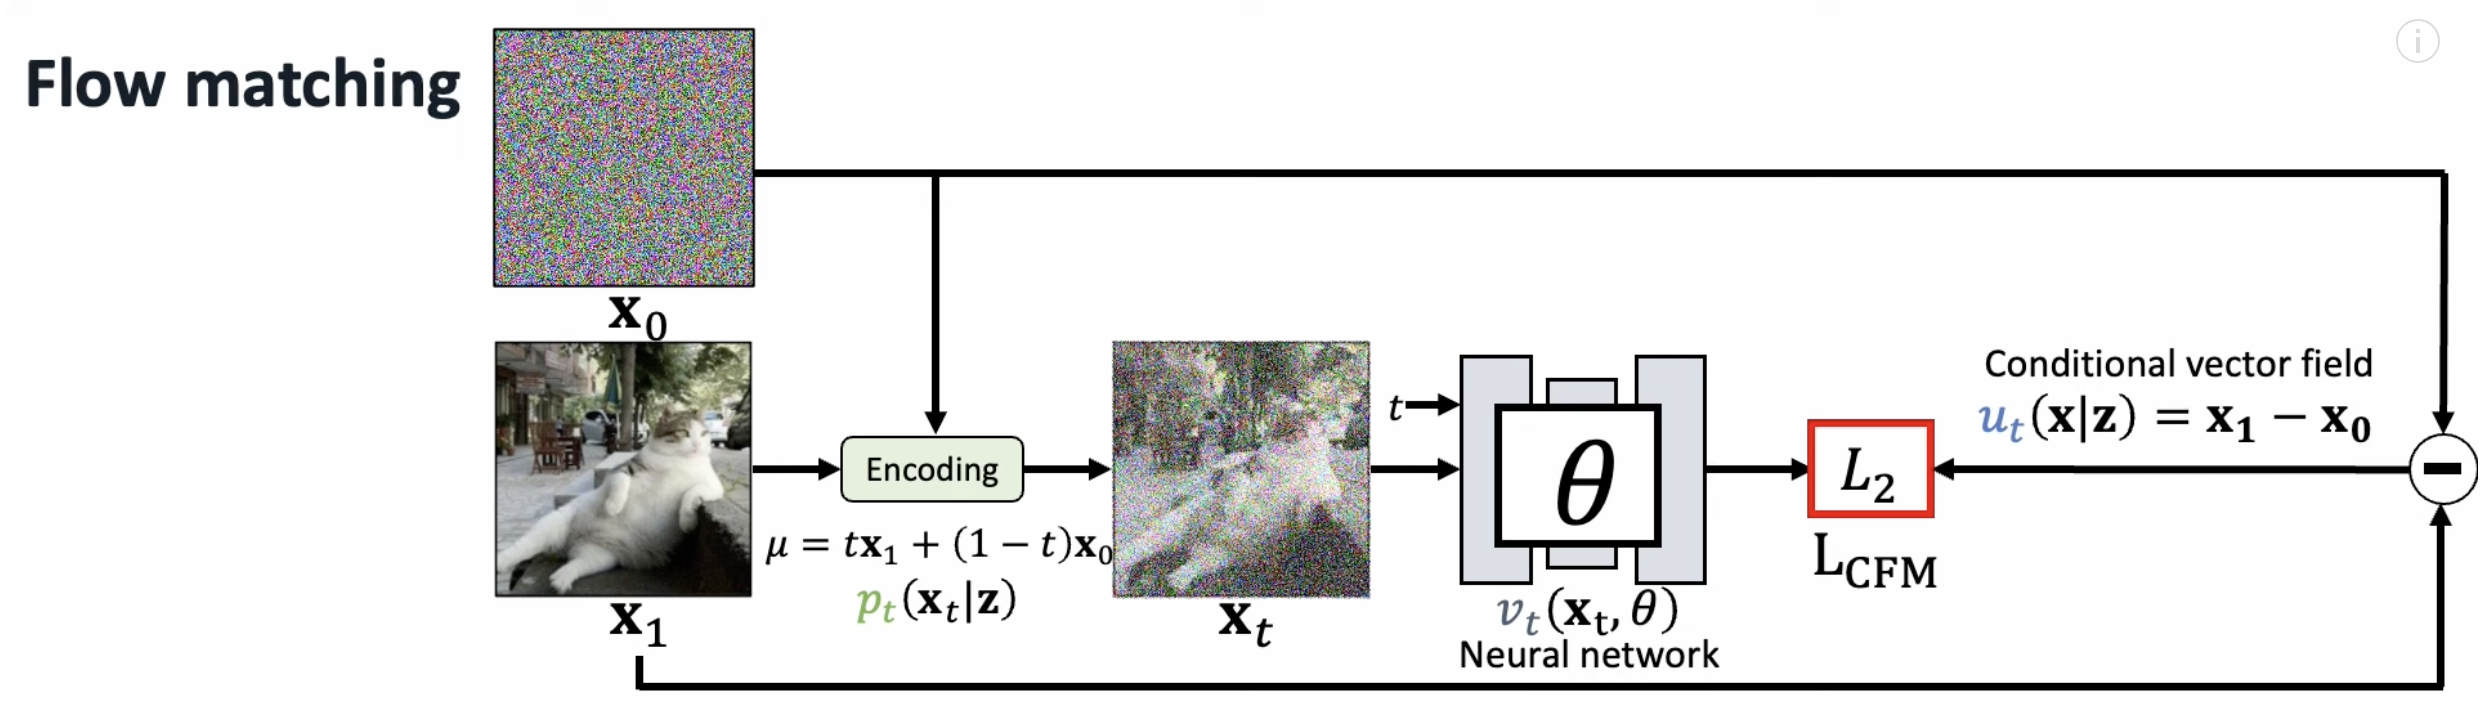 Flow matching
i
x₀
x₁
Encoding
μ = tx₁ + (1 − t)x₀
pₜ(xₜ|z)
xₜ
t
θ
vₜ(xₜ, θ)
Neural network
L₂
L_CFM
Conditional vector field
uₜ(x|z) = x₁ − x₀